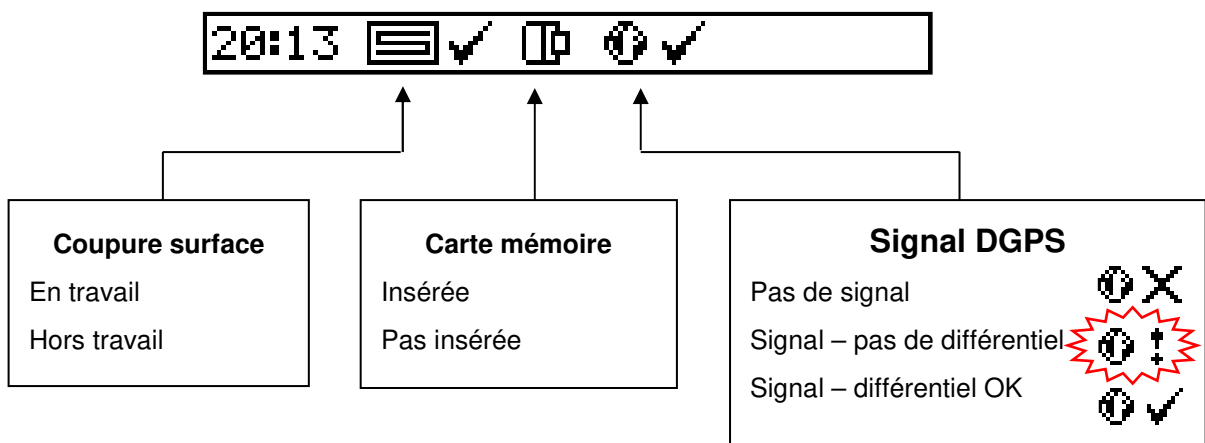 20:13
Coupure surface
En travail
Hors travail
Carte mémoire
Insérée
Pas insérée
Signal DGPS
Pas de signal
Signal – pas de différentiel
Signal – différentiel OK